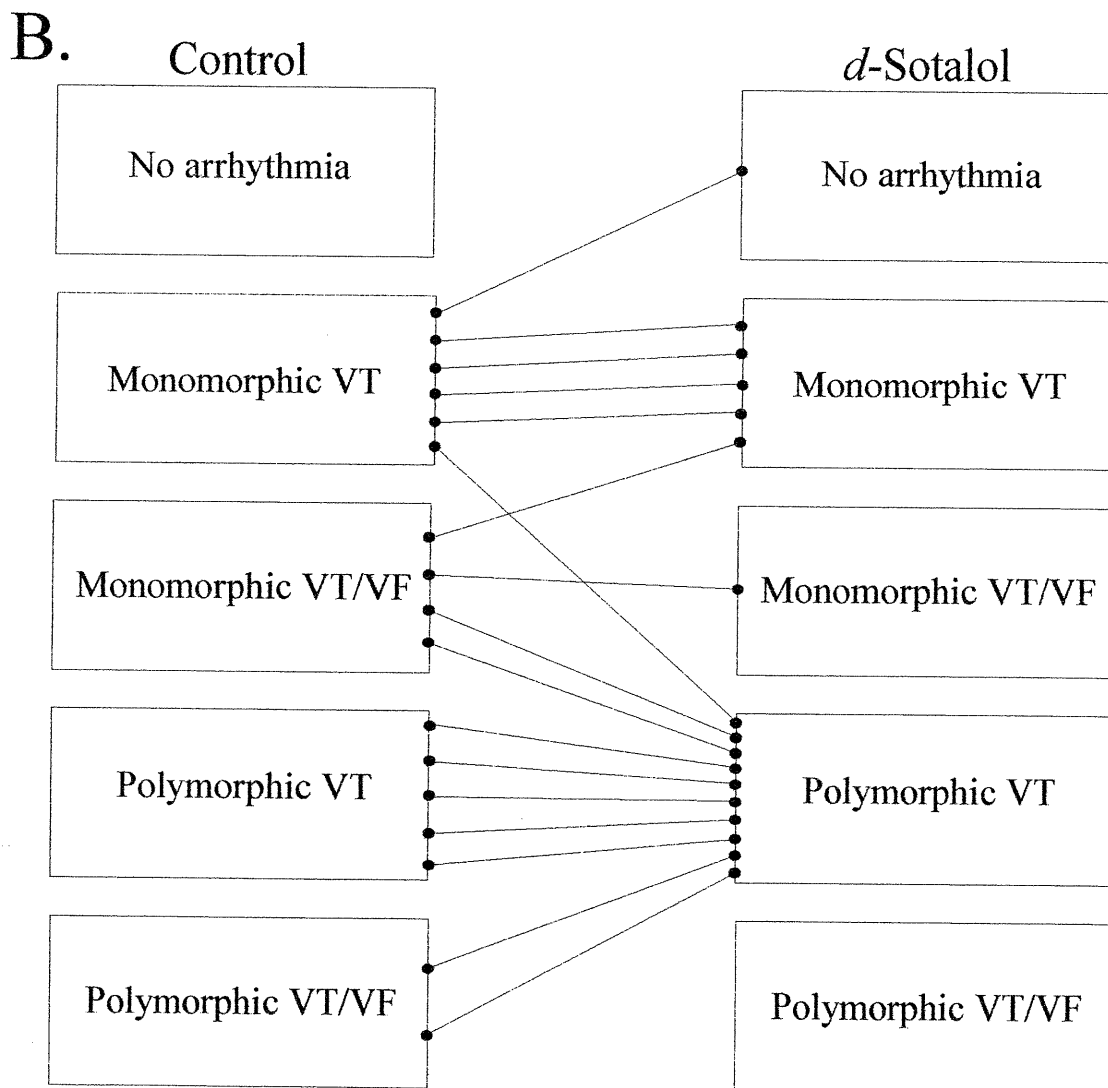 B.
Control
d-Sotalol
No arrhythmia
No arrhythmia
Monomorphic VT
Monomorphic VT
Monomorphic VT/VF
Monomorphic VT/VF
Polymorphic VT
Polymorphic VT
Polymorphic VT/VF
Polymorphic VT/VF